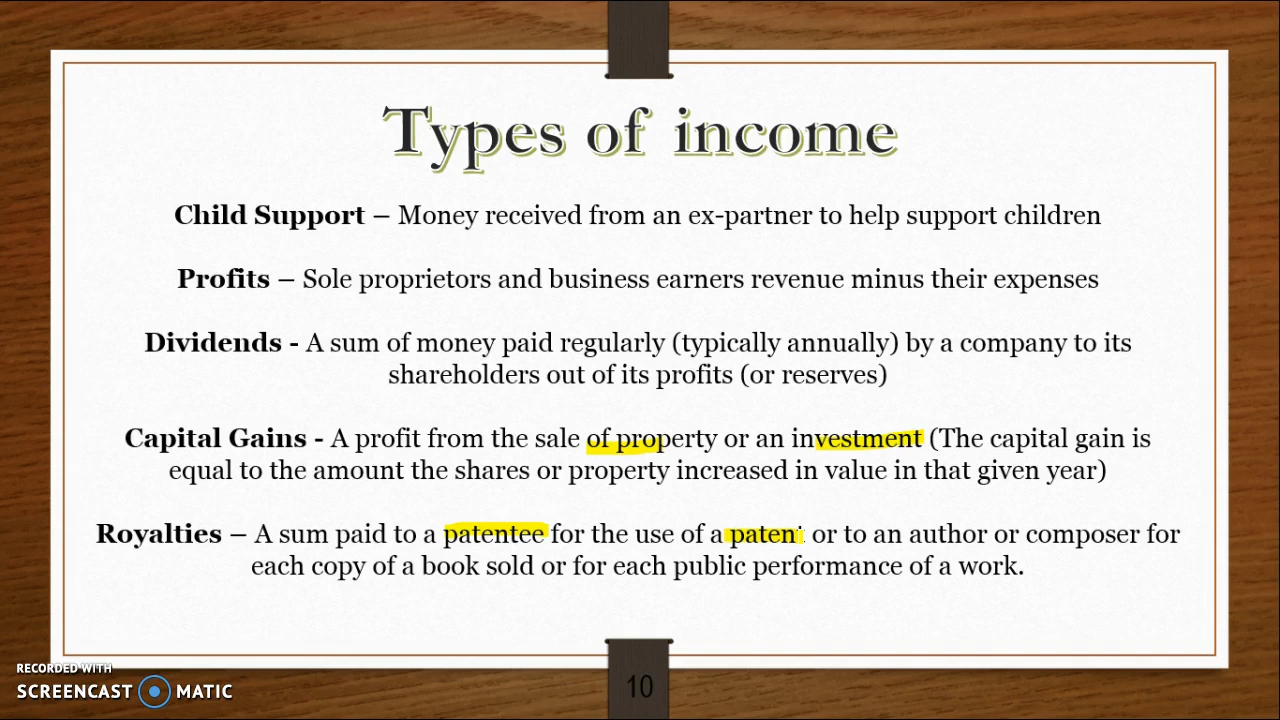 Types of income
Child Support – Money received from an ex-partner to help support children
Profits – Sole proprietors and business earners revenue minus their expenses
Dividends - A sum of money paid regularly (typically annually) by a company to its
shareholders out of its profits (or reserves)
Capital Gains - A profit from the sale of property or an investment (The capital gain is
equal to the amount the shares or property increased in value in that given year)
Royalties – A sum paid to a patentee for the use of a patent or to an author or composer for
each copy of a book sold or for each public performance of a work.
RECORDED WITH
SCREENCAST MATIC
10